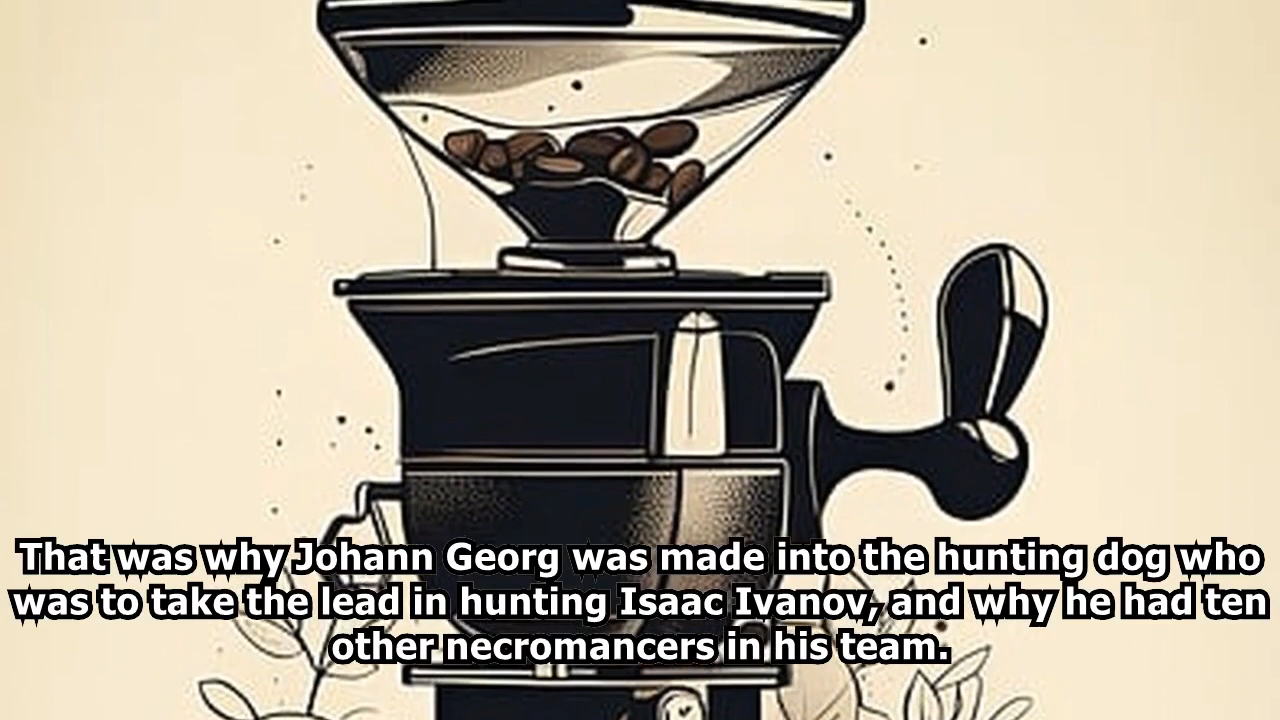 That was why Johann Georg was made into the hunting dog who
was to take the lead in hunting Isaac Ivanov, and why he had ten
other necromancers in his team.